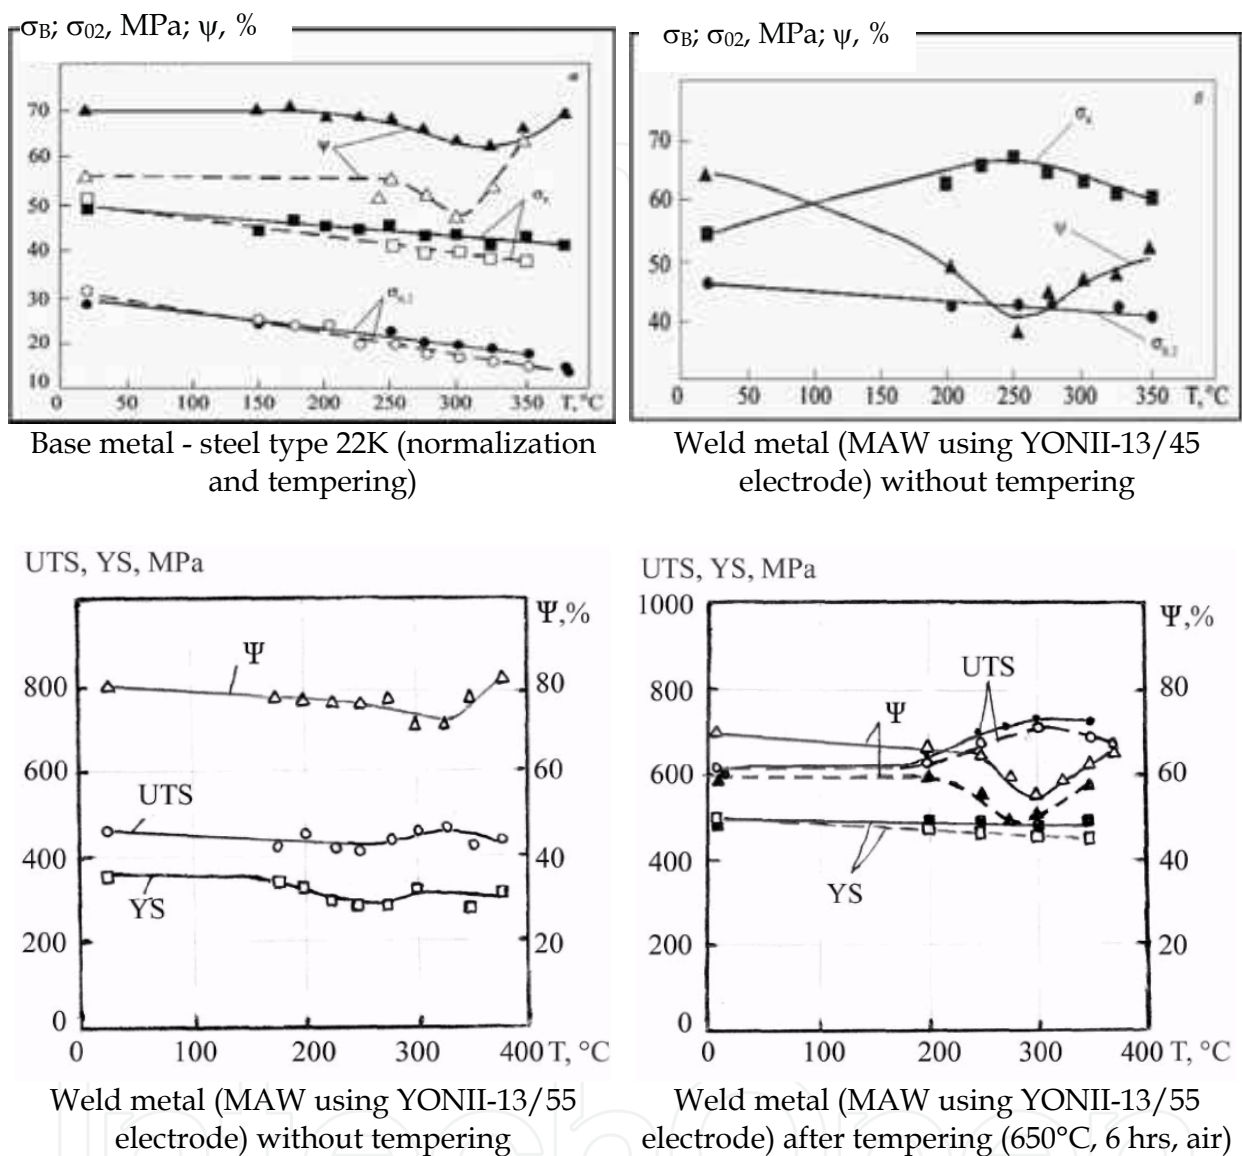 σB; σ02, MPa; ψ, %
70
60
50
40
30
20
10
0 50 100 150 200 250 300 350 T,°C
ψ
σ0,2
Base metal - steel type 22K (normalization
and tempering)
σB; σ02, MPa; ψ, %
70
60
50
40
0 50 100 150 200 250 300 350 T,°C
ψ
σ0,2
Weld metal (MAW using YONII-13/45
electrode) without tempering
UTS, YS, MPa
Ψ,%
800
600
400
200
0
80
60
40
20
Ψ
UTS
YS
0 100 200 300 400 T, °C
Weld metal (MAW using YONII-13/55
electrode) without tempering
UTS, YS, MPa
1000
800
600
400
200
0
Ψ,%
80
60
40
20
UTS
Ψ
YS
0 100 200 300 400 T, °C
Weld metal (MAW using YONII-13/55
electrode) after tempering (650°C, 6 hrs, air)